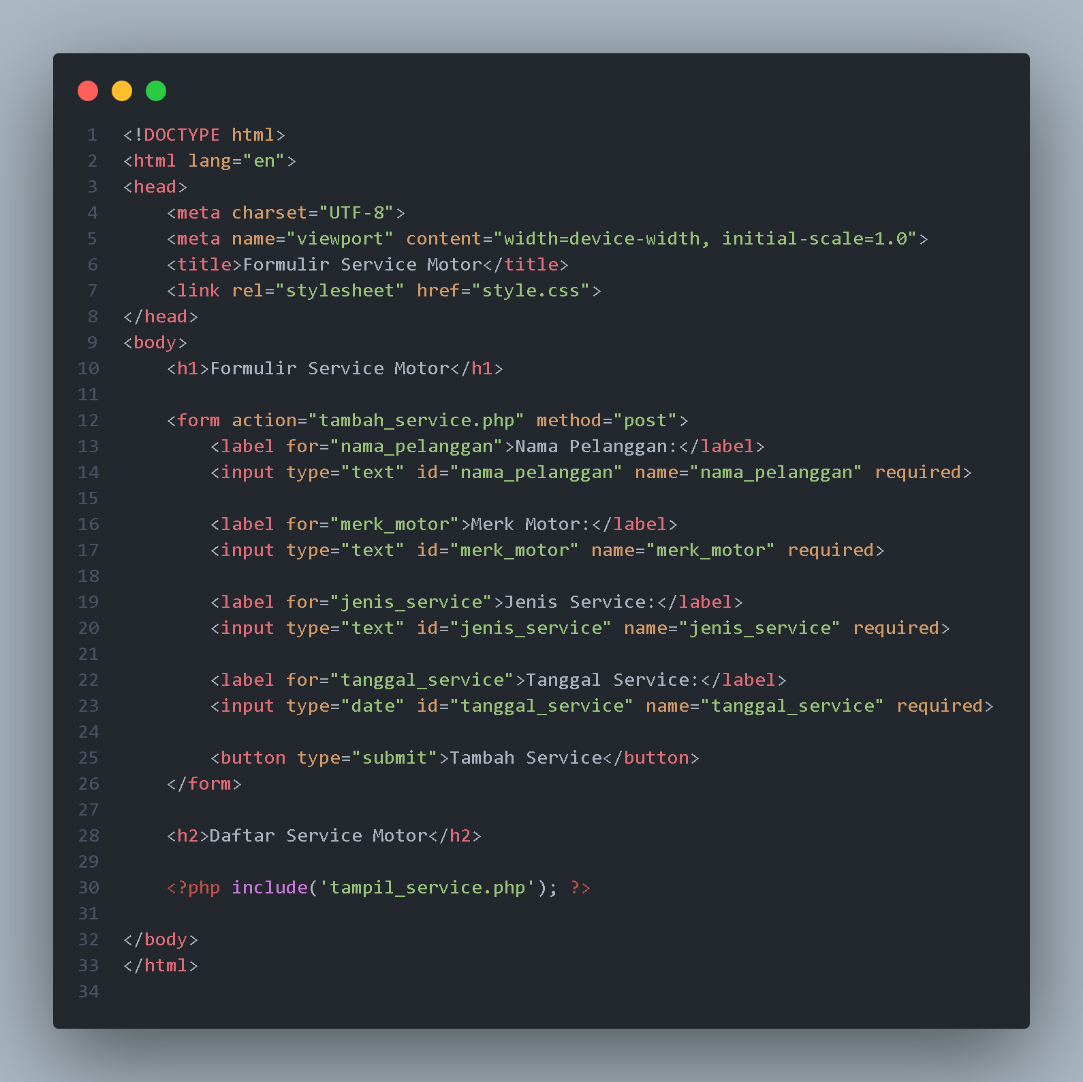 1 <!DOCTYPE html>
2 <html lang="en">
3 <head>
4     <meta charset="UTF-8">
5     <meta name="viewport" content="width=device-width, initial-scale=1.0">
6     <title>Formulir Service Motor</title>
7     <link rel="stylesheet" href="style.css">
8 </head>
9 <body>
10     <h1>Formulir Service Motor</h1>
11
12     <form action="tambah_service.php" method="post">
13         <label for="nama_pelanggan">Nama Pelanggan:</label>
14         <input type="text" id="nama_pelanggan" name="nama_pelanggan" required>
15
16         <label for="merk_motor">Merk Motor:</label>
17         <input type="text" id="merk_motor" name="merk_motor" required>
18
19         <label for="jenis_service">Jenis Service:</label>
20         <input type="text" id="jenis_service" name="jenis_service" required>
21
22         <label for="tanggal_service">Tanggal Service:</label>
23         <input type="date" id="tanggal_service" name="tanggal_service" required>
24
25         <button type="submit">Tambah Service</button>
26     </form>
27
28     <h2>Daftar Service Motor</h2>
29
30     <?php include('tampil_service.php'); ?>
31
32 </body>
33 </html>
34